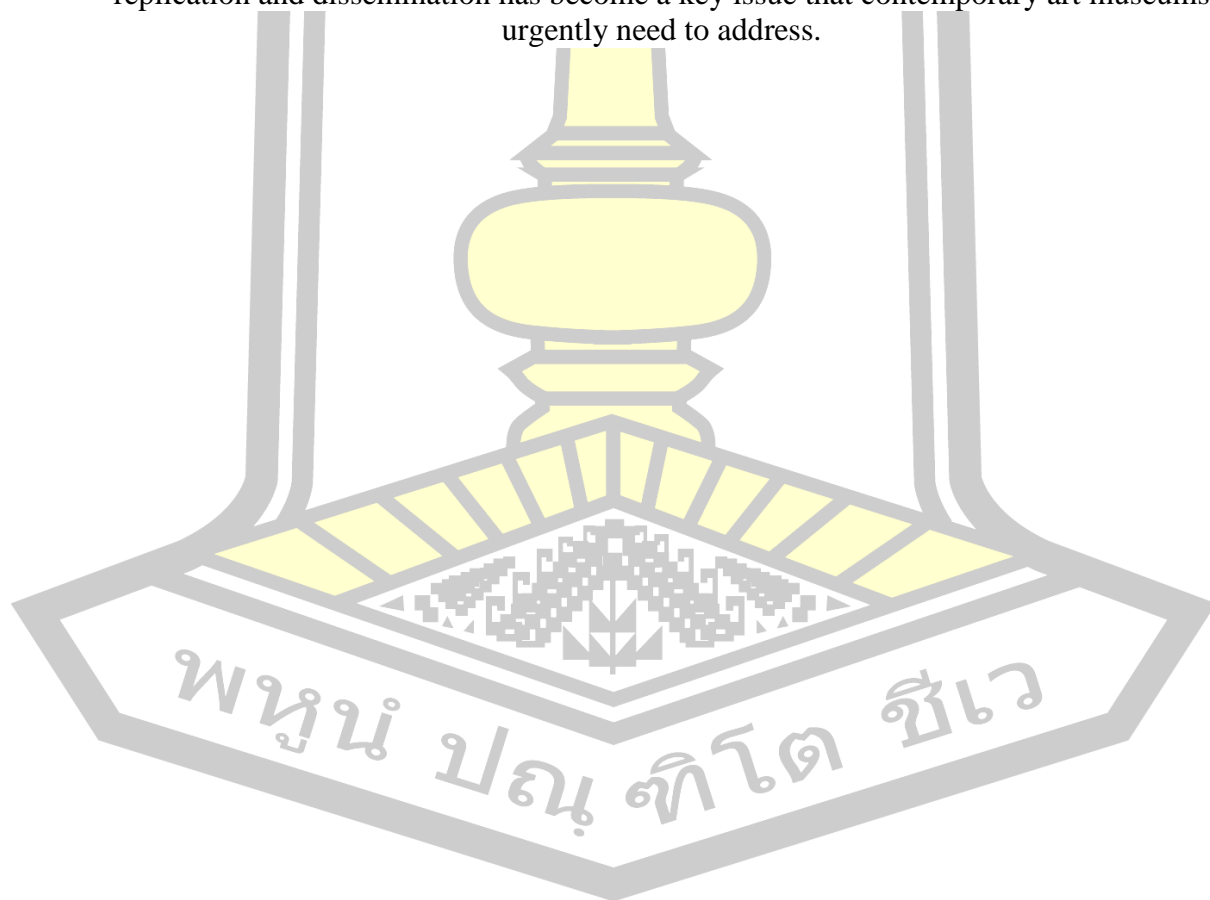 replication and dissemination has become a key issue that contemporary art museums
urgently need to address.
พหูนํ ปณฺ ฑิโต ชีเว